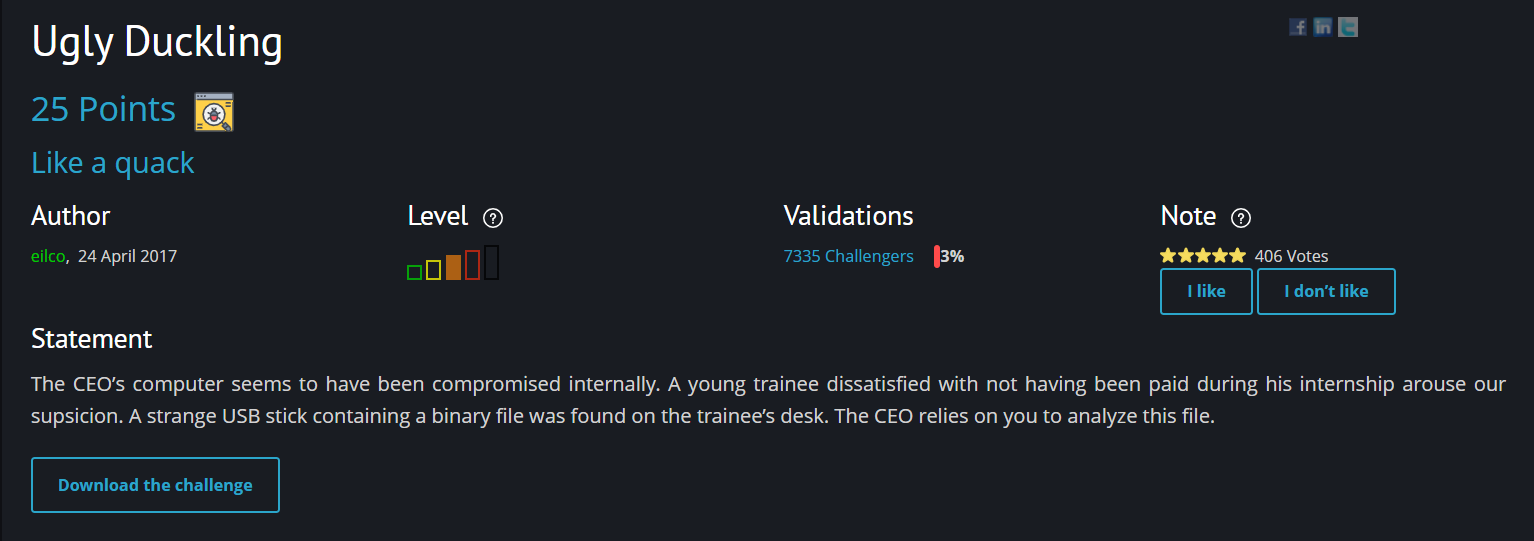 Ugly Duckling
25 Points
Like a quack
Author
Level ?
Validations
Note ?
eilco, 24 April 2017
7335 Challengers 3%
406 Votes
I like
I don't like
Statement
The CEO's computer seems to have been compromised internally. A young trainee dissatisfied with not having been paid during his internship arouse our
supsicion. A strange USB stick containing a binary file was found on the trainee's desk. The CEO relies on you to analyze this file.
Download the challenge